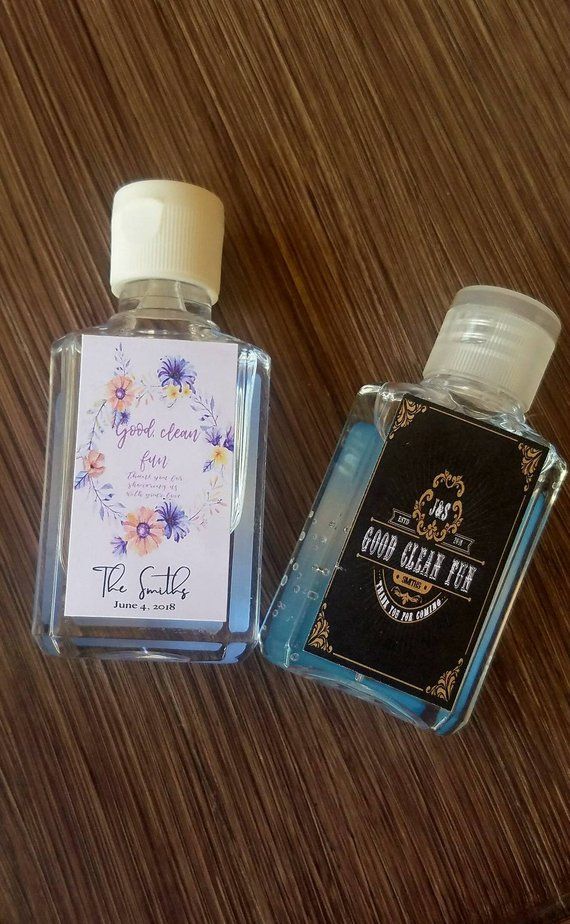 Good, clean
fun
Thank you for
showering us
with your love
The Smiths
June 4, 2018
J&S
ESTD 2018
GOOD CLEAN FUN
SMITHS
THANK YOU FOR COMING